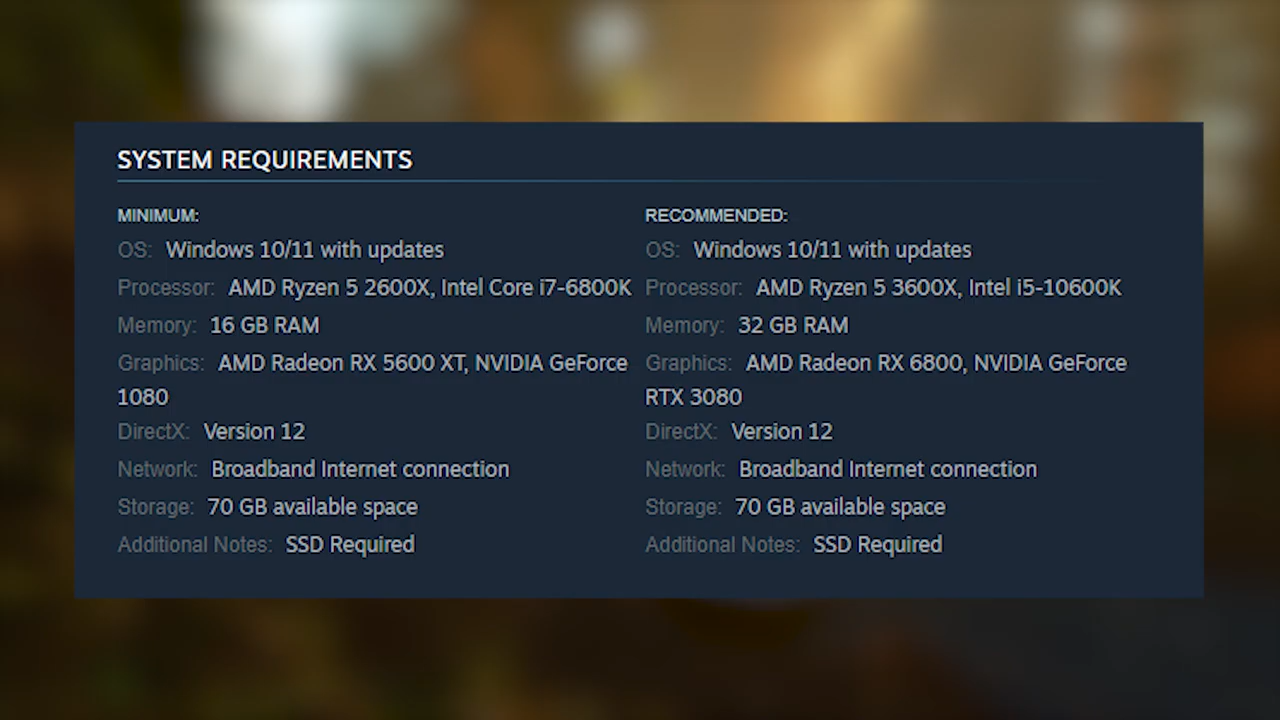 SYSTEM REQUIREMENTS
MINIMUM:
OS: Windows 10/11 with updates
Processor: AMD Ryzen 5 2600X, Intel Core i7-6800K
Memory: 16 GB RAM
Graphics: AMD Radeon RX 5600 XT, NVIDIA GeForce
1080
DirectX: Version 12
Network: Broadband Internet connection
Storage: 70 GB available space
Additional Notes: SSD Required
RECOMMENDED:
OS: Windows 10/11 with updates
Processor: AMD Ryzen 5 3600X, Intel i5-10600K
Memory: 32 GB RAM
Graphics: AMD Radeon RX 6800, NVIDIA GeForce
RTX 3080
DirectX: Version 12
Network: Broadband Internet connection
Storage: 70 GB available space
Additional Notes: SSD Required